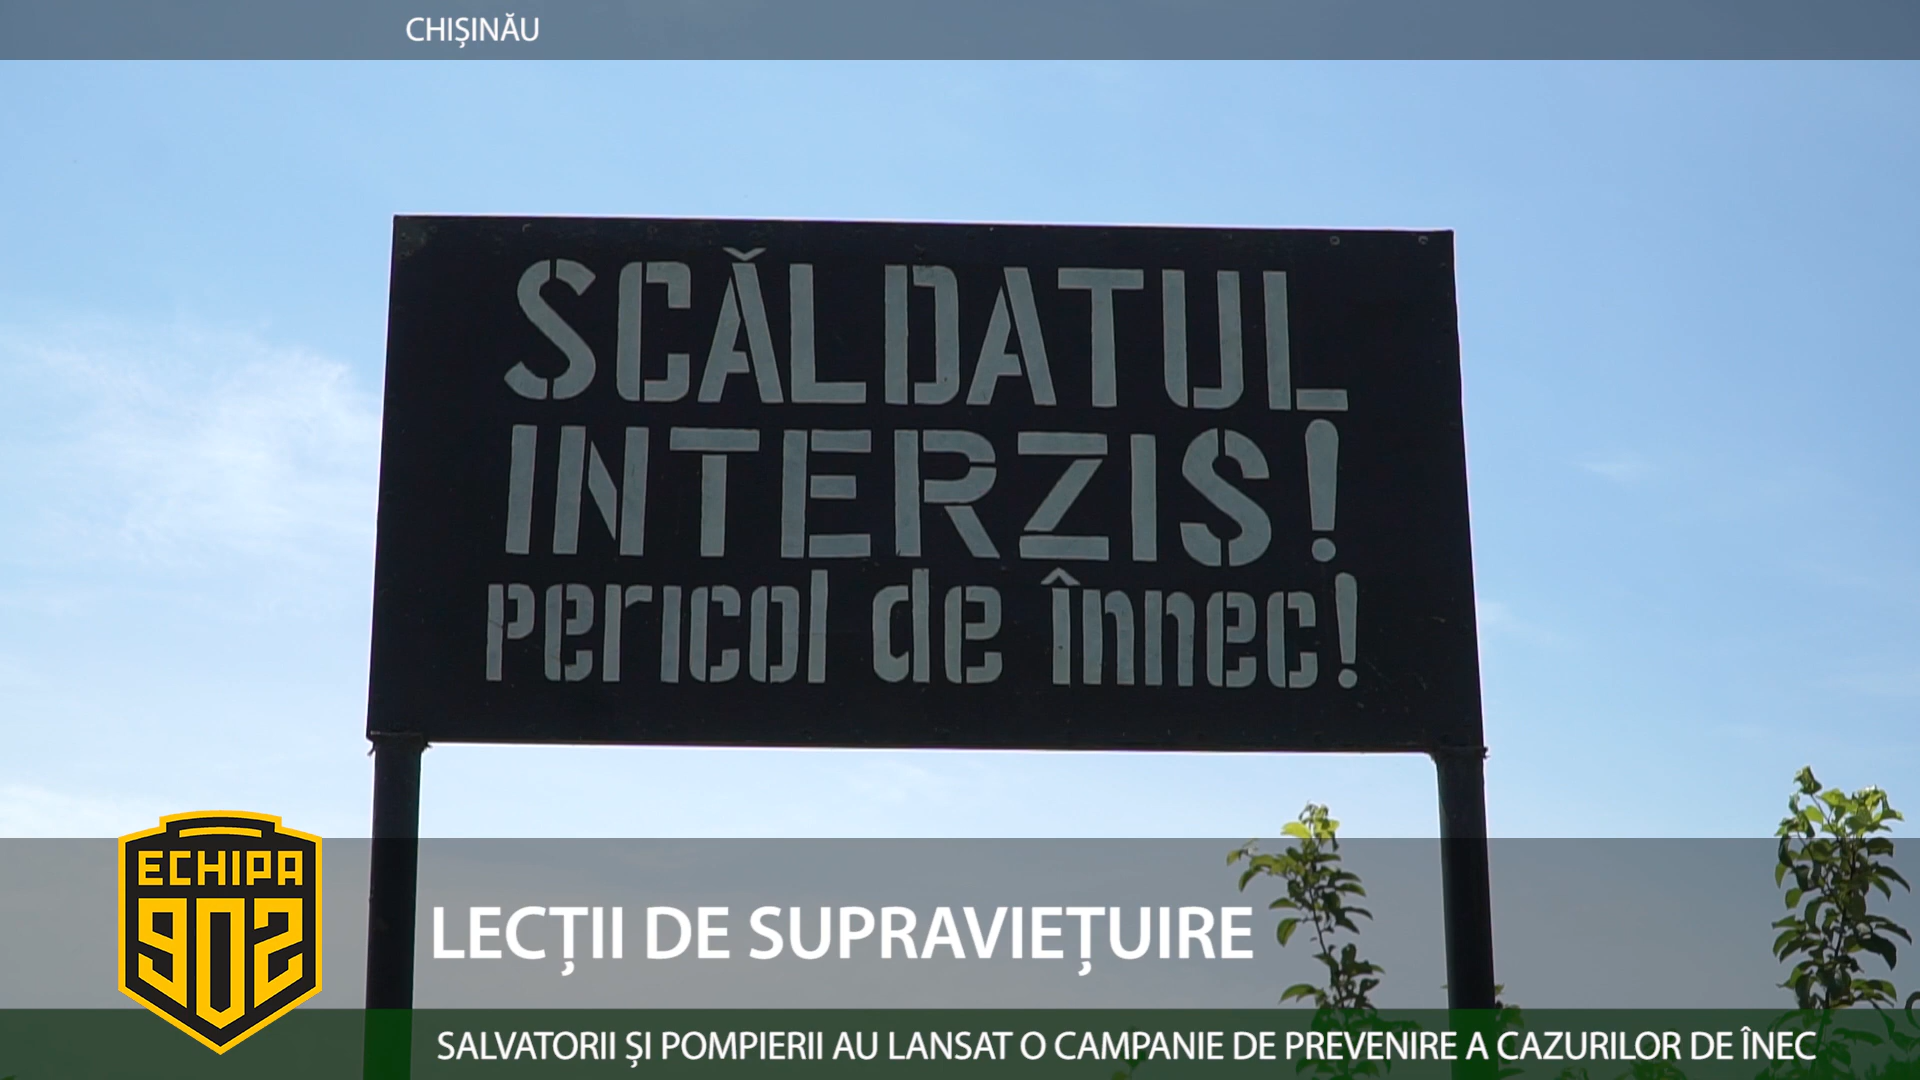 CHIȘINĂU
SCĂLDATUL
INTERZIS!
pericol de înnec!
ECHIPA
902
LECȚII DE SUPRAVIEȚUIRE
SALVATORII ȘI POMPIERII AU LANSAT O CAMPANIE DE PREVENIRE A CAZURILOR DE ÎNEC